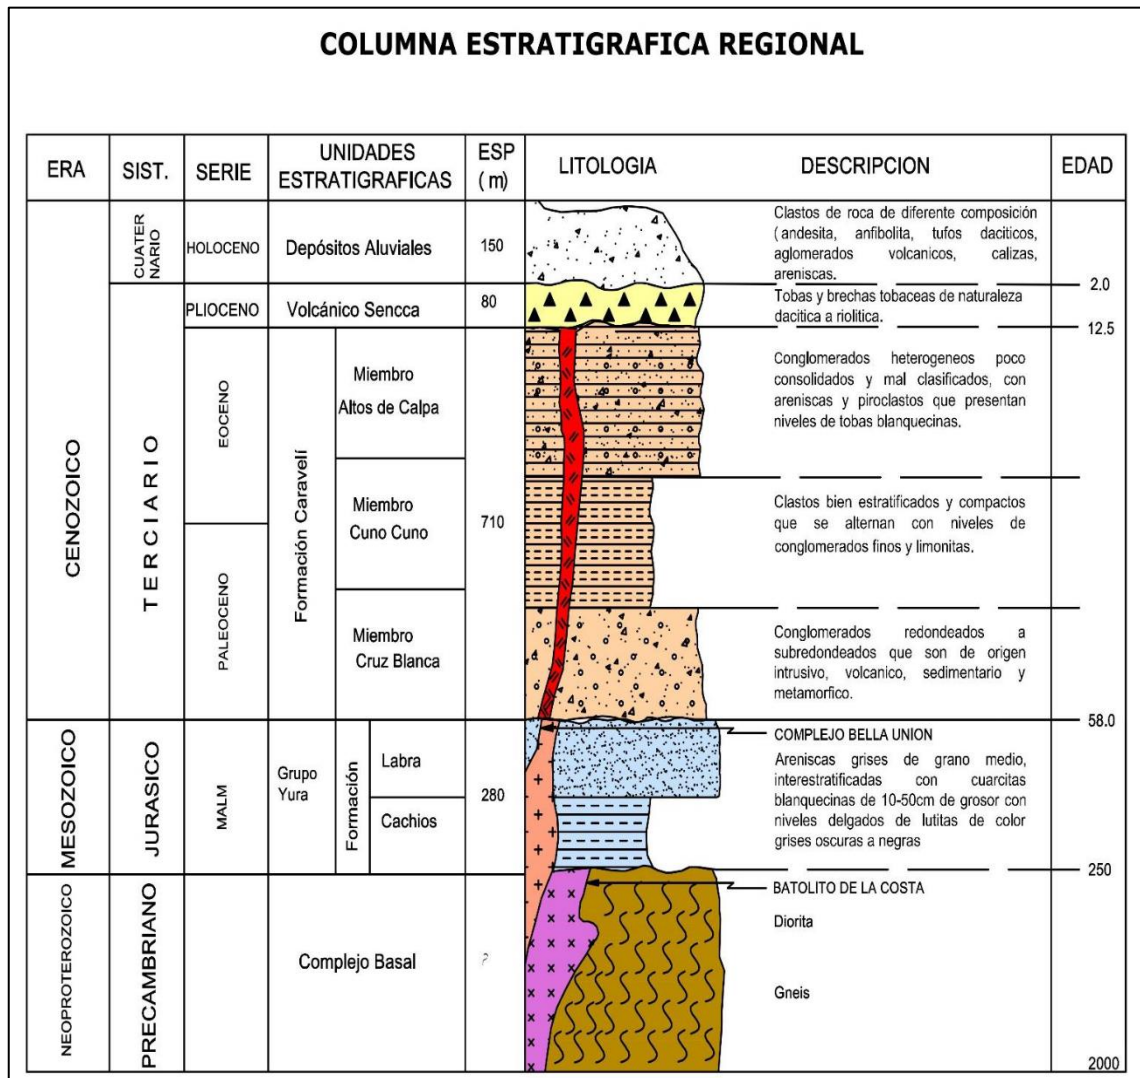 COLUMNA ESTRATIGRAFICA REGIONAL
ERA
SIST.
SERIE
UNIDADES
ESTRATIGRAFICAS
ESP
( m)
LITOLOGIA
DESCRIPCION
EDAD
CENOZOICO
CUATER
NARIO
HOLOCENO
Depósitos Aluviales
150
Clastos de roca de diferente composición
( andesita, anfibolita, tufos daciticos,
aglomerados volcanicos, calizas,
areniscas.
2.0
TERCIARIO
PLIOCENO
Volcánico Sencca
80
Tobas y brechas tobaceas de naturaleza
dacitica a riolitica.
12.5
EOCENO
Formación Caravelí
Miembro
Altos de Calpa
Conglomerados heterogeneos poco
consolidados y mal clasificados, con
areniscas y piroclastos que presentan
niveles de tobas blanquecinas.
Miembro
Cuno Cuno
710
Clastos bien estratificados y compactos
que se alternan con niveles de
conglomerados finos y limonitas.
PALEOCENO
Miembro
Cruz Blanca
Conglomerados redondeados a
subredondeados que son de origen
intrusivo, volcanico, sedimentario y
metamorfico.
58.0
MESOZOICO
JURASICO
MALM
Grupo
Yura
Formación
Labra
Cachios
280
COMPLEJO BELLA UNION
Areniscas grises de grano medio,
interestratificadas con cuarcitas
blanquecinas de 10-50cm de grosor con
niveles delgados de lutitas de color
grises oscuras a negras
250
NEOPROTEROZOICO
PRECAMBRIANO
Complejo Basal
?
BATOLITO DE LA COSTA
Diorita
Gneis
2000